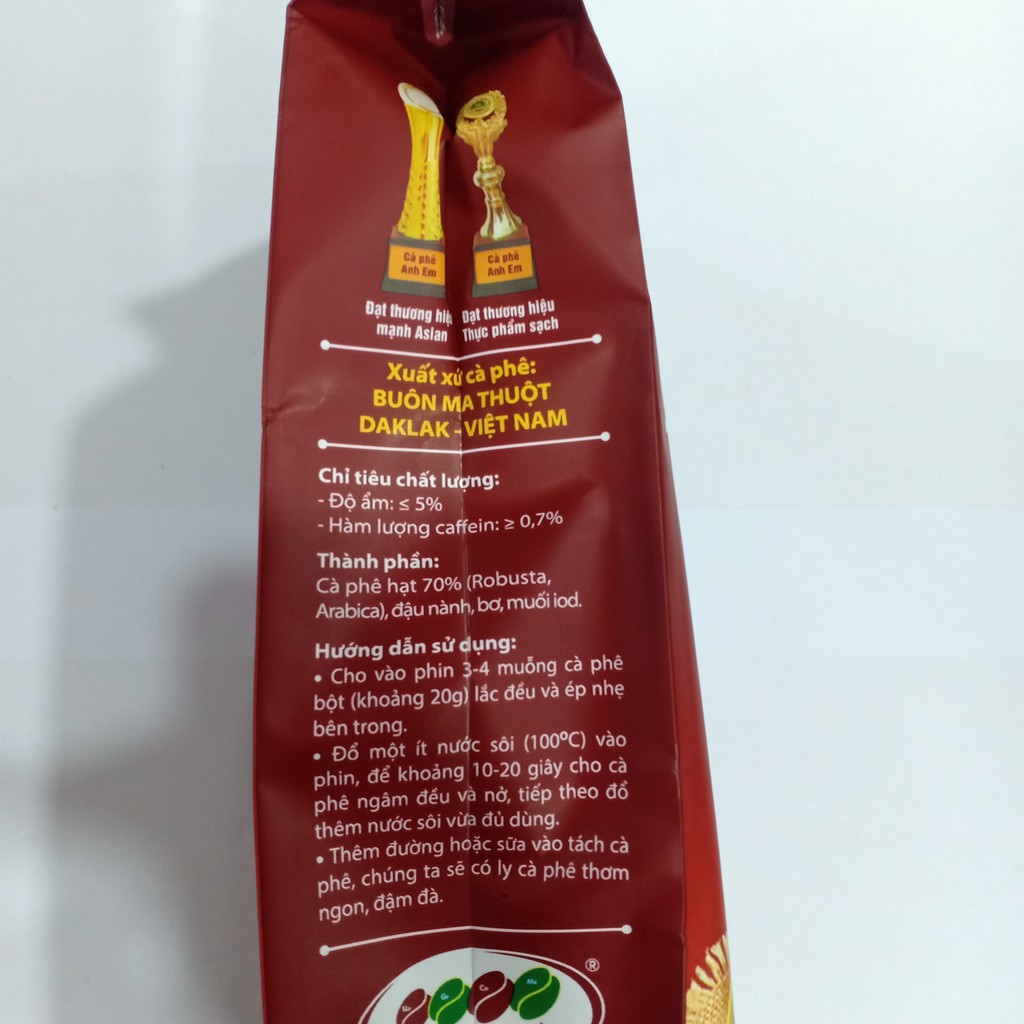 Cà phê
Anh Em
Cà phê
Anh Em
Đạt thương hiệu
mạnh Asian
Đạt thương hiệu
Thực phẩm sạch
Xuất xứ cà phê:
BUÔN MA THUỘT
DAKLAK - VIỆT NAM
Chỉ tiêu chất lượng:
- Độ ẩm: ≤ 5%
- Hàm lượng caffein: ≥ 0,7%
Thành phần:
Cà phê hạt 70% (Robusta,
Arabica), đậu nành, bơ, muối iod.
Hướng dẫn sử dụng:
• Cho vào phin 3-4 muỗng cà phê
bột (khoảng 20g) lắc đều và ép nhẹ
bên trong.
• Đổ một ít nước sôi (100ºC) vào
phin, để khoảng 10-20 giây cho cà
phê ngâm đều và nở, tiếp theo đổ
thêm nước sôi vừa đủ dùng.
• Thêm đường hoặc sữa vào tách cà
phê, chúng ta sẽ có ly cà phê thơm
ngon, đậm đà.
®